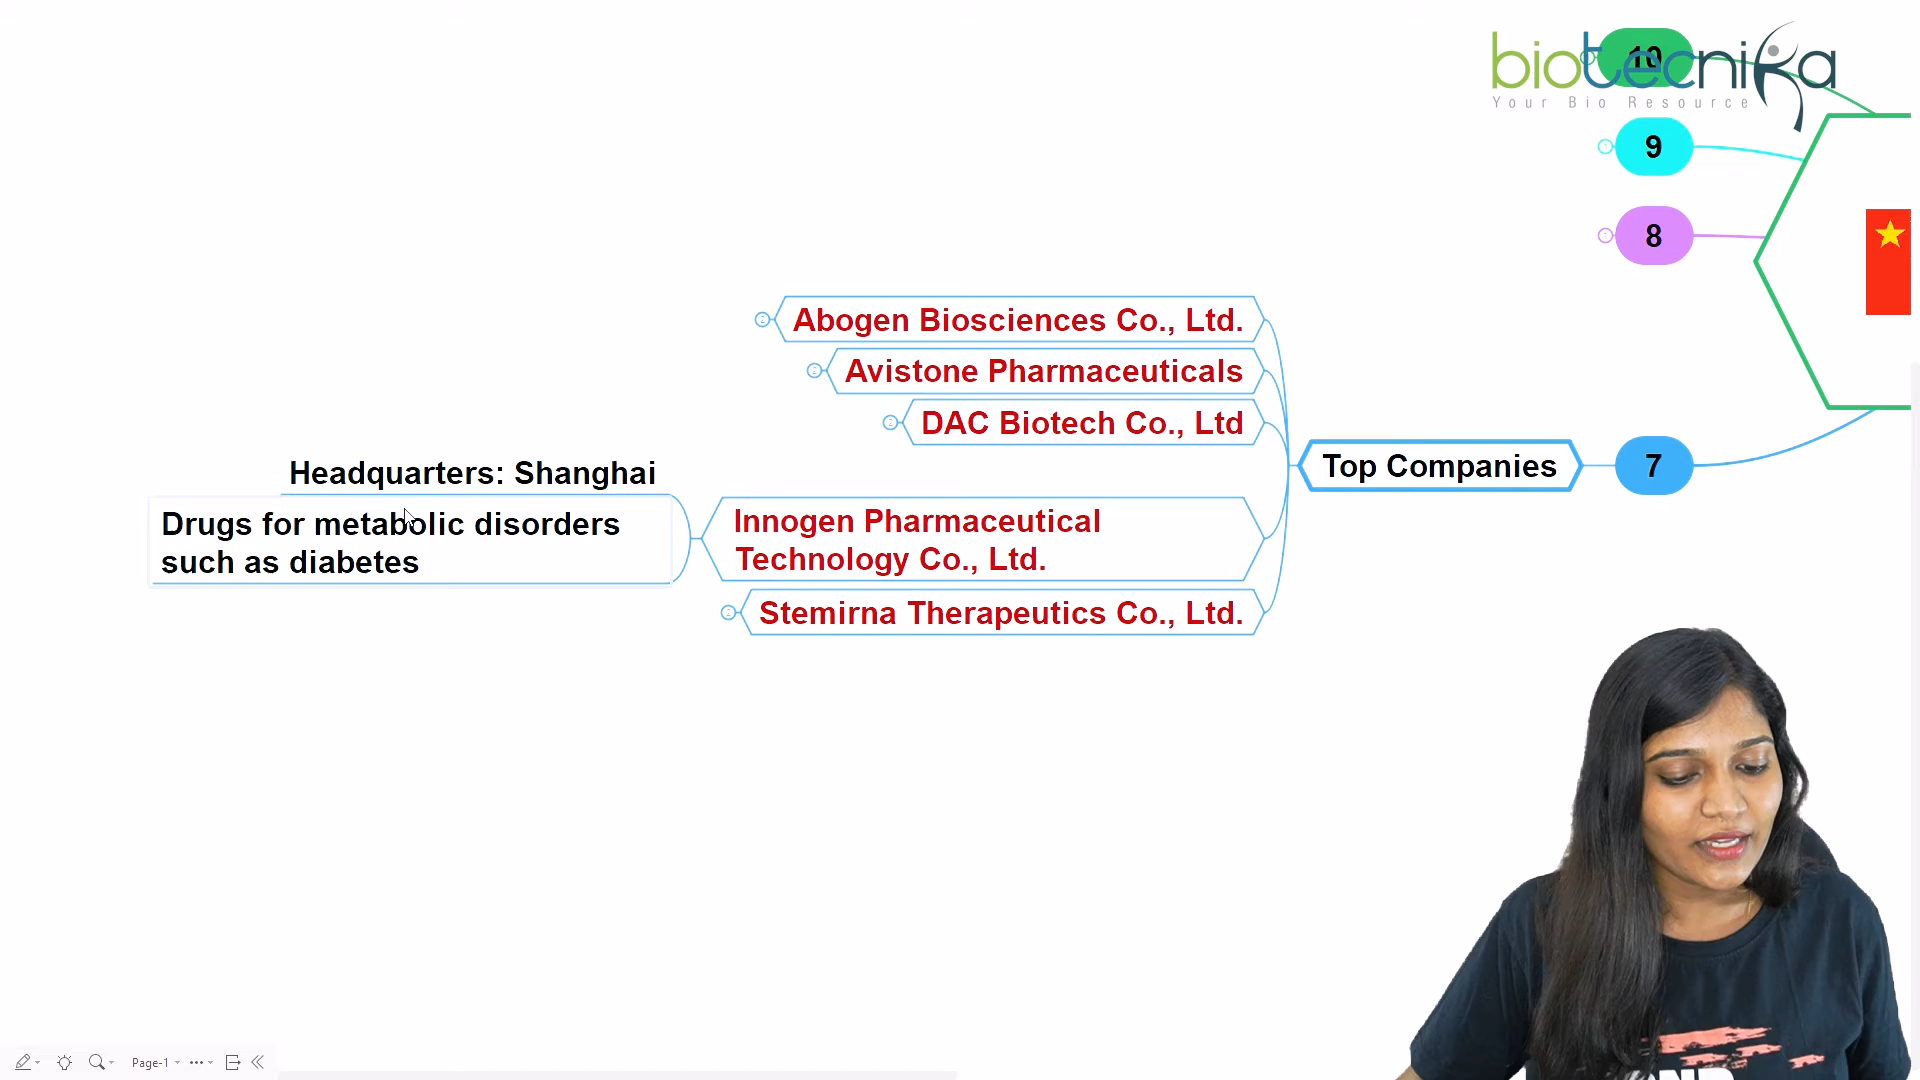 biotecnika
Your Bio Resource
10
9
8
7
Top Companies
Abogen Biosciences Co., Ltd.
Avistone Pharmaceuticals
DAC Biotech Co., Ltd
Innogen Pharmaceutical
Technology Co., Ltd.
Headquarters: Shanghai
Drugs for metabolic disorders
such as diabetes
Stemirna Therapeutics Co., Ltd.
Page-1